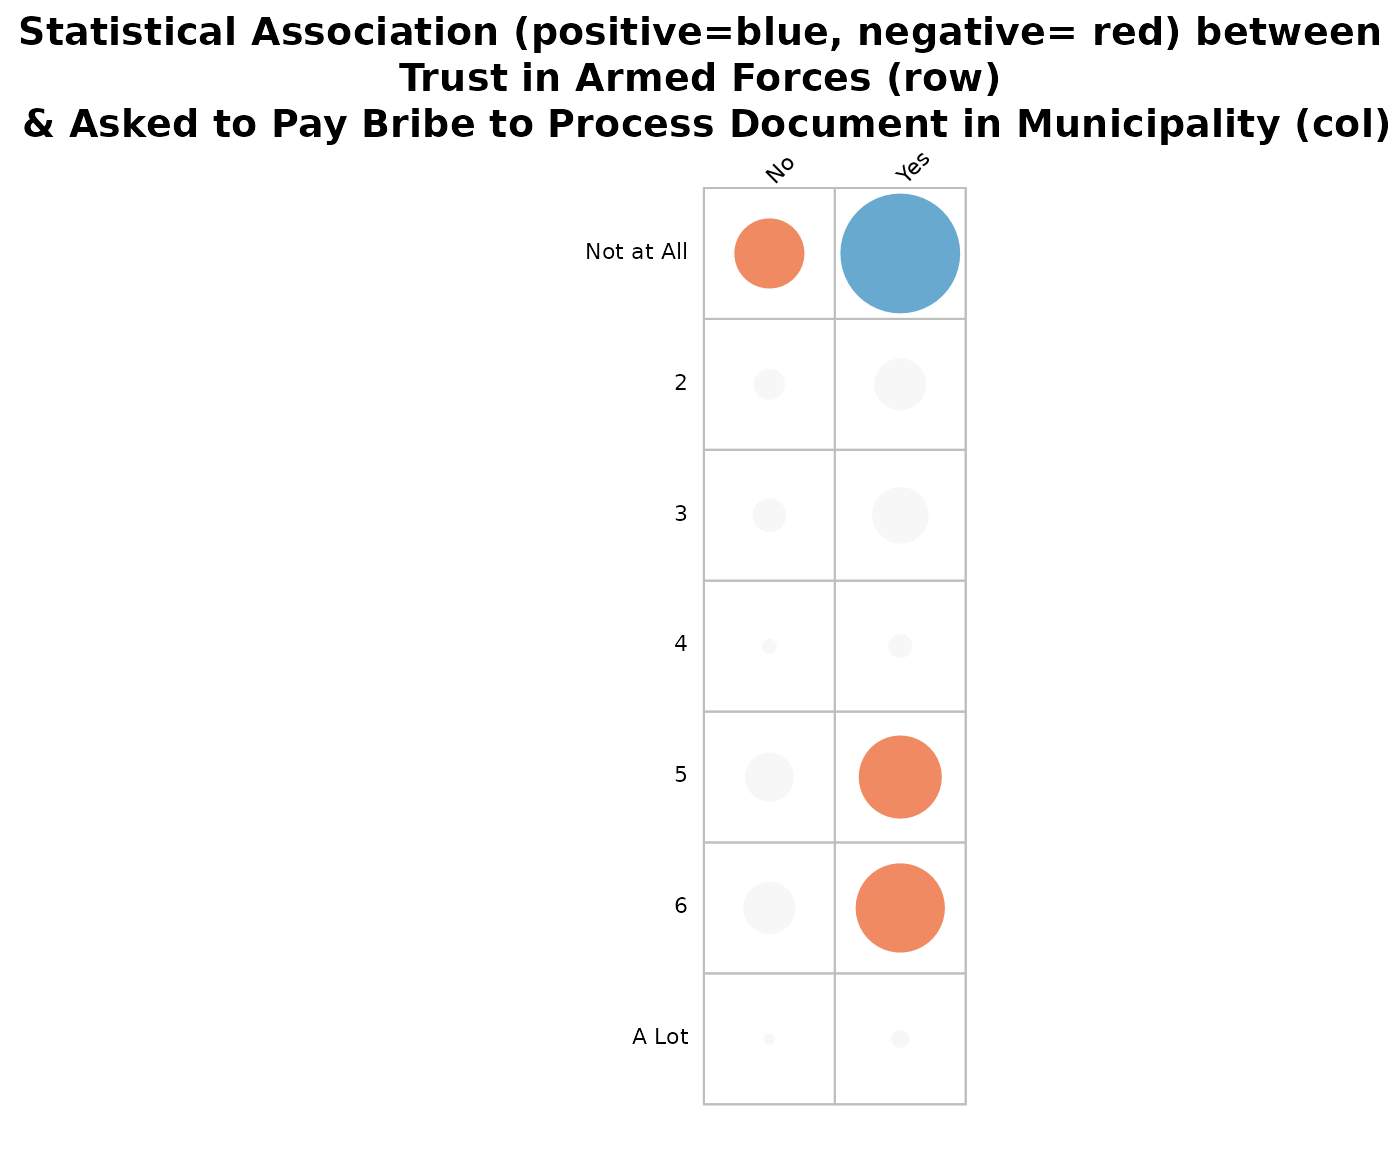 Statistical Association (positive=blue, negative= red) between
Trust in Armed Forces (row)
& Asked to Pay Bribe to Process Document in Municipality (col)
No Yes
Not at All
2
3
4
5
6
A Lot